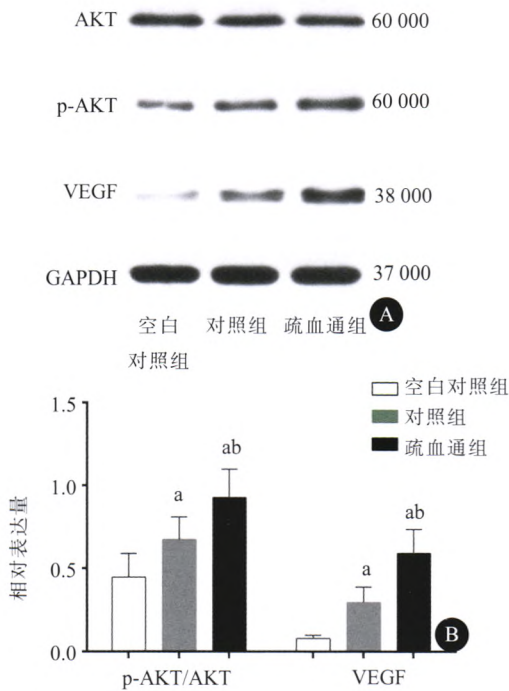 AKT 60 000
p-AKT 60 000
VEGF 38 000
GAPDH 37 000
空白 对照组 疏血通组 A
对照组
空白对照组
对照组
疏血通组
相对表达量
1.5
1.0
0.5
0.0
a ab
a ab
B
p-AKT/AKT VEGF